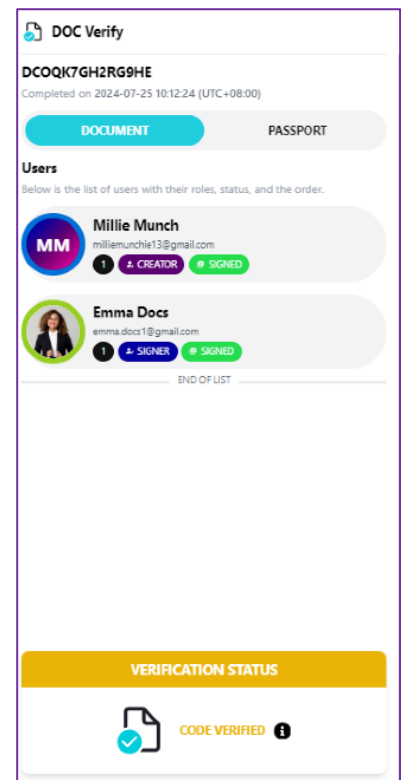 DOC Verify
DCOQK7GH2RG9HE
Completed on 2024-07-25 10:12:24 (UTC+08:00)
DOCUMENT PASSPORT
Users
Below is the list of users with their roles, status, and the order.
MM
Millie Munch
milliemunchie13@gmail.com
1 CREATOR SIGNED
Emma Docs
emma.docs1@gmail.com
1 SIGNER SIGNED
END OF LIST
VERIFICATION STATUS
CODE VERIFIED i